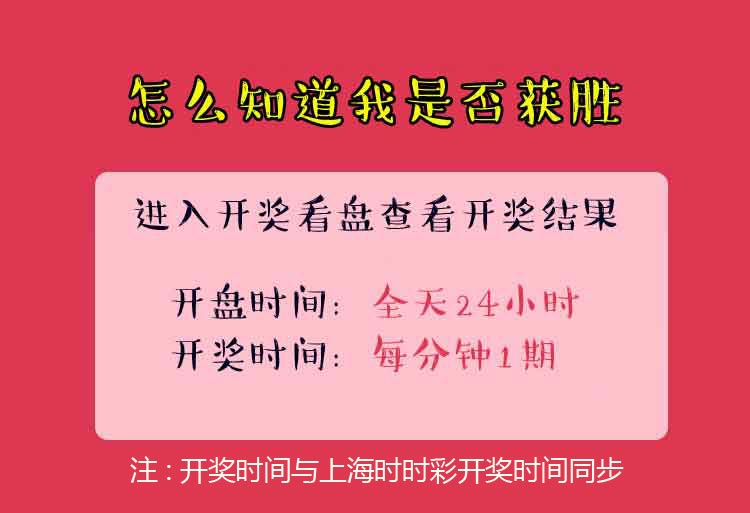 怎么知道我是否获胜
进入开奖看盘查看开奖结果
开盘时间：全天24小时
开奖时间：每分钟1期
注：开奖时间与上海时时彩开奖时间同步